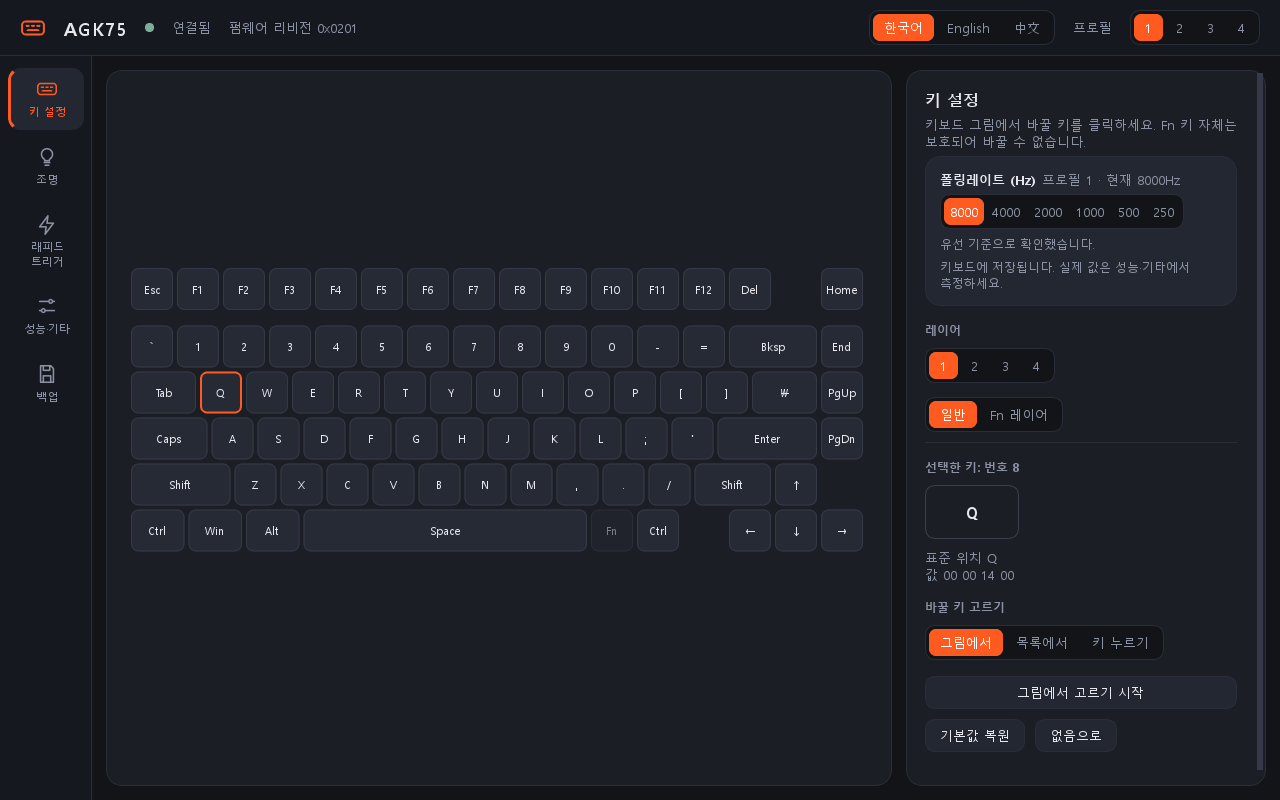 AGK75 연결됨 펌웨어 리비전 0x0201 한국어 English 中文 프로필 1 2 3 4
키 설정
조명
래피드
트리거
성능·기타
백업
Esc F1 F2 F3 F4 F5 F6 F7 F8 F9 F10 F11 F12 Del Home
` 1 2 3 4 5 6 7 8 9 0 - = Bksp End
Tab Q W E R T Y U I O P [ ] ₩ PgUp
Caps A S D F G H J K L ; ' Enter PgDn
Shift Z X C V B N M , . / Shift ↑
Ctrl Win Alt Space Fn Ctrl ← ↓ →
키 설정
키보드 그림에서 바꿀 키를 클릭하세요. Fn 키 자체는
보호되어 바꿀 수 없습니다.
폴링레이트 (Hz) 프로필 1 · 현재 8000Hz
8000 4000 2000 1000 500 250
유선 기준으로 확인했습니다.
키보드에 저장됩니다. 실제 값은 성능·기타에서
측정하세요.
레이어
1 2 3 4
일반 Fn 레이어
선택한 키: 번호 8
Q
표준 위치 Q
값 00 00 14 00
바꿀 키 고르기
그림에서 목록에서 키 누르기
그림에서 고르기 시작
기본값 복원 없음으로